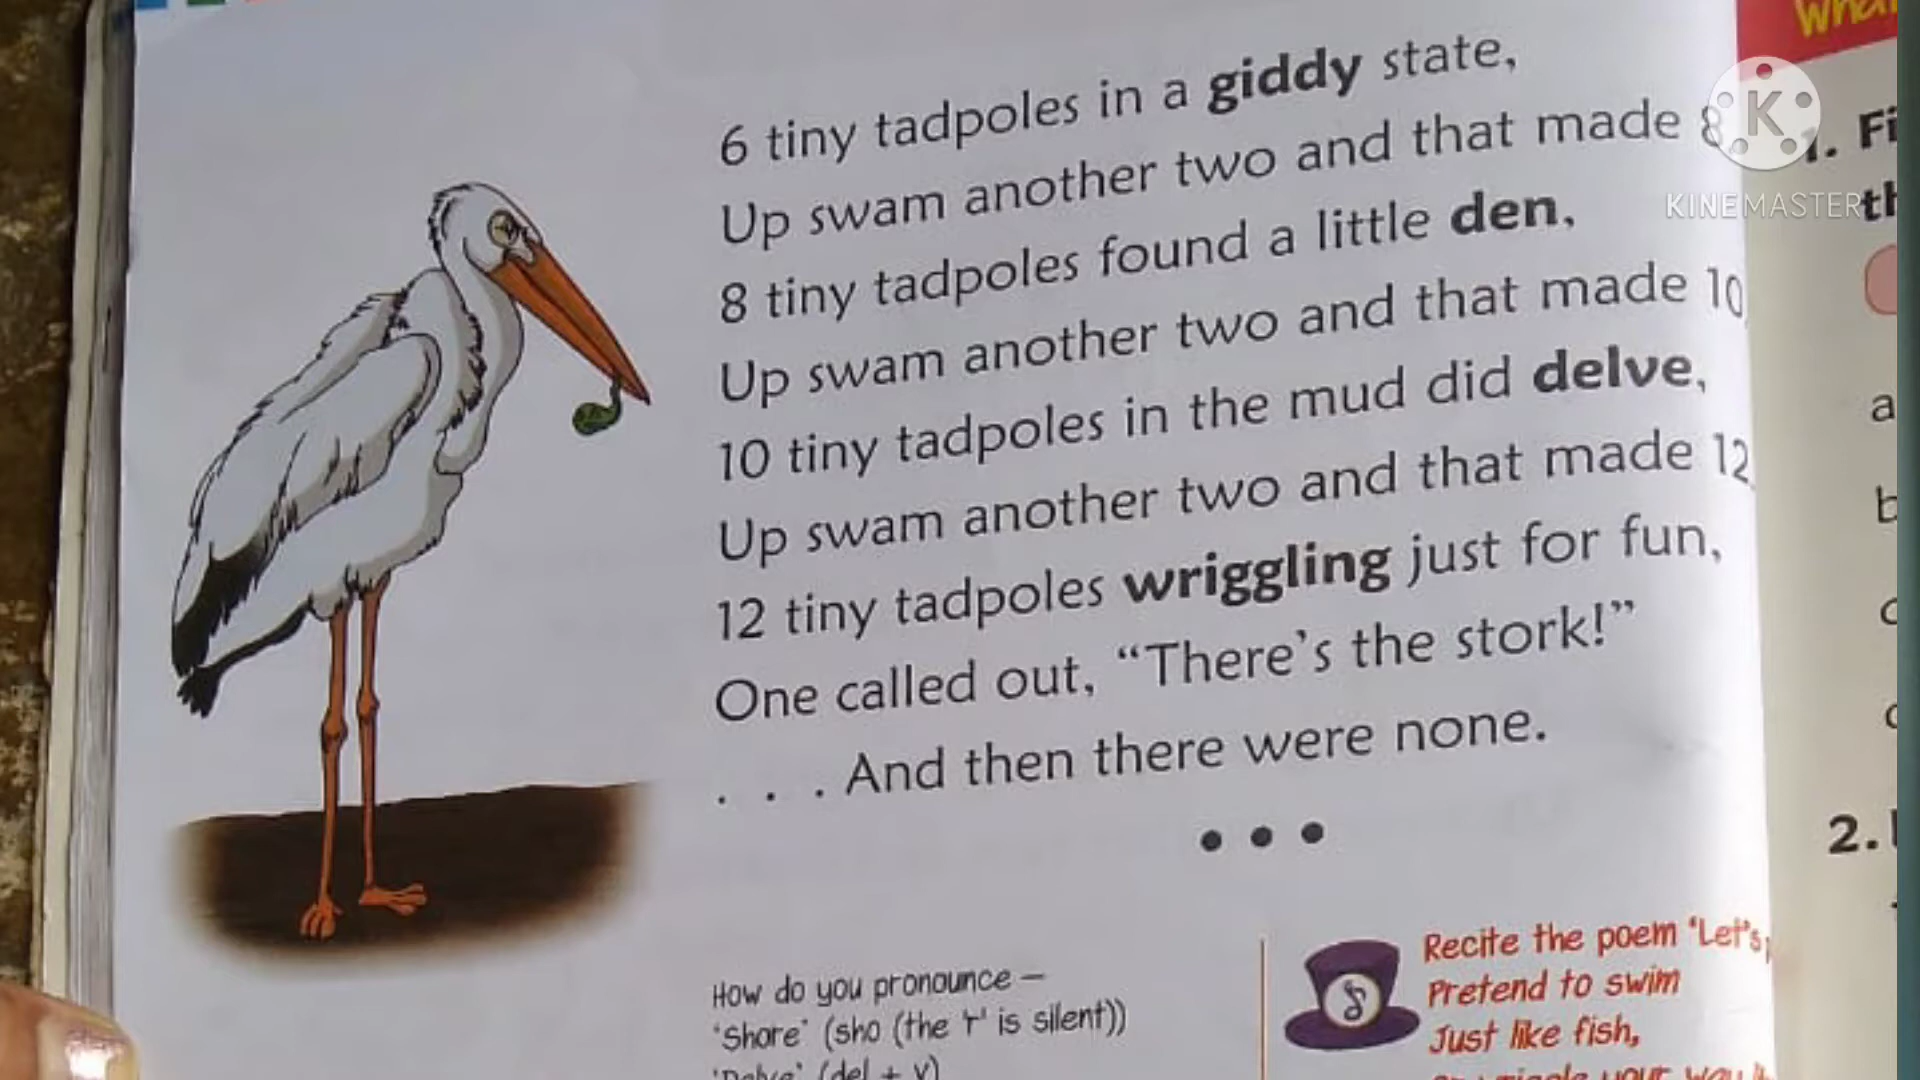 6 tiny tadpoles in a giddy state,
Up swam another two and that made 8
8 tiny tadpoles found a little den,
Up swam another two and that made 10
10 tiny tadpoles in the mud did delve,
Up swam another two and that made 12
12 tiny tadpoles wriggling just for fun,
One called out, “There’s the stork!”
. . . And then there were none.
• • •
How do you pronounce –
‘Shore’ (sho (the ‘r’ is silent))
‘Delve’ (del + v)
Recite the poem ‘Let’s
Pretend to swim
Just like fish,
KINEMASTER
K
1.
2.